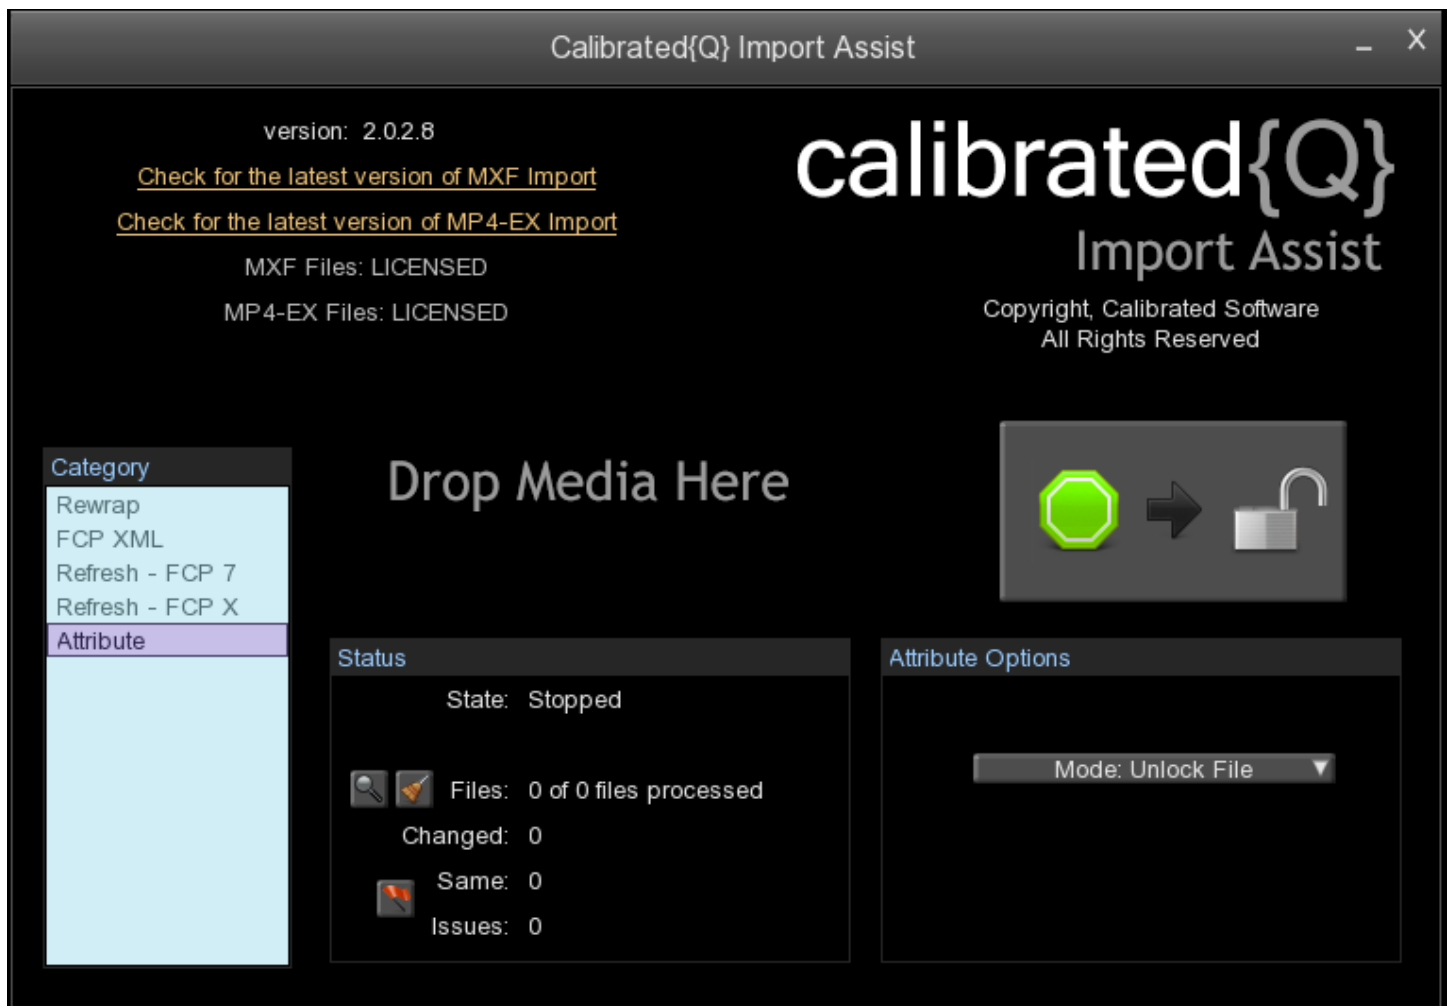 Calibrated{Q} Import Assist
version: 2.0.2.8
Check for the latest version of MXF Import
Check for the latest version of MP4-EX Import
MXF Files: LICENSED
MP4-EX Files: LICENSED
calibrated{Q}
Import Assist
Copyright, Calibrated Software
All Rights Reserved
Category
Rewrap
FCP XML
Refresh - FCP 7
Refresh - FCP X
Attribute
Drop Media Here
Status
State: Stopped
Files: 0 of 0 files processed
Changed: 0
Same: 0
Issues: 0
Attribute Options
Mode: Unlock File